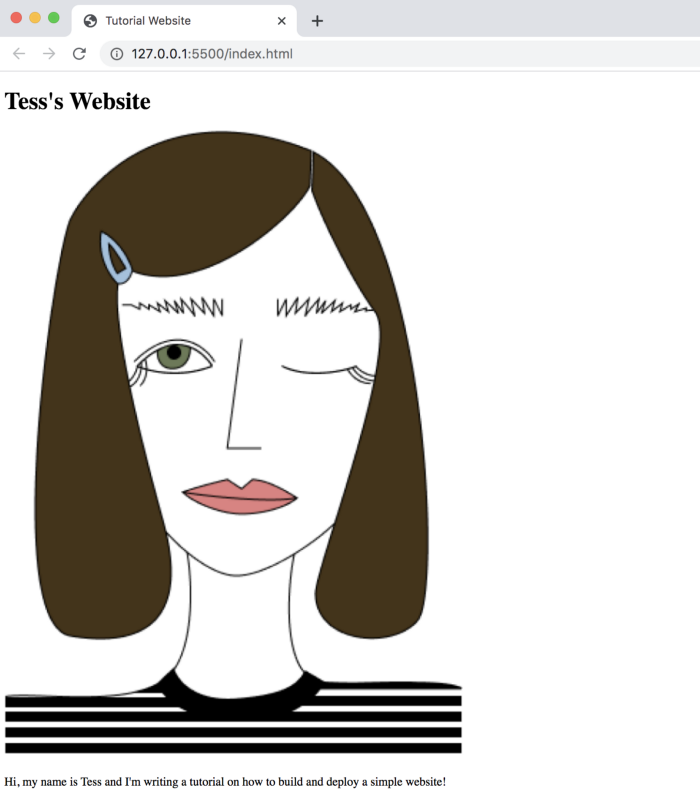 Tutorial Website
127.0.0.1:5500/index.html
Tess's Website
Hi, my name is Tess and I'm writing a tutorial on how to build and deploy a simple website!